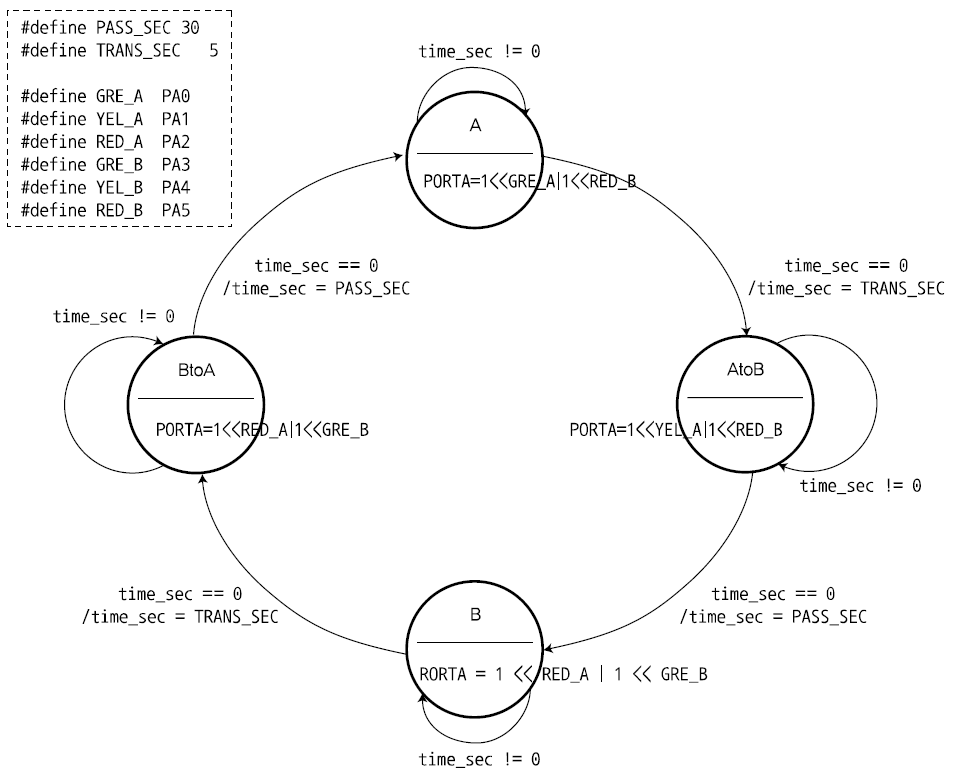 #define PASS_SEC 30
#define TRANS_SEC 5
#define GRE_A PA0
#define YEL_A PA1
#define RED_A PA2
#define GRE_B PA3
#define YEL_B PA4
#define RED_B PA5
time_sec != 0
A
PORTA=1<<GRE_A|1<<RED_B
time_sec == 0
/time_sec = PASS_SEC
time_sec == 0
/time_sec = TRANS_SEC
time_sec != 0
BtoA
PORTA=1<<RED_A|1<<GRE_B
AtoB
PORTA=1<<YEL_A|1<<RED_B
time_sec != 0
time_sec == 0
/time_sec = TRANS_SEC
time_sec == 0
/time_sec = PASS_SEC
B
RORTA = 1 << RED_A | 1 << GRE_B
time_sec != 0